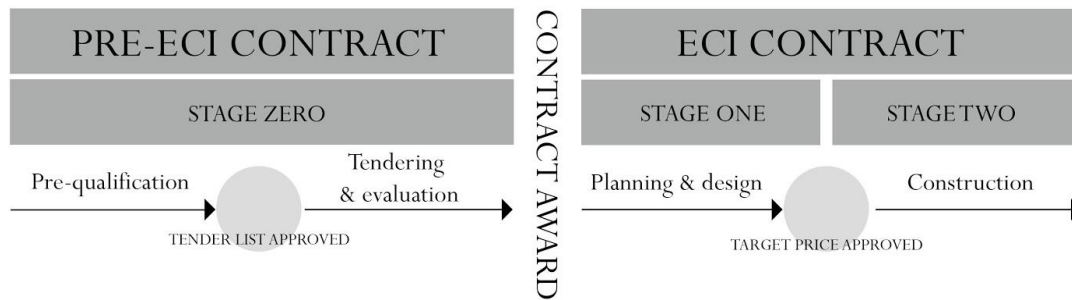 PRE-ECI CONTRACT
STAGE ZERO
Pre-qualification
Tendering
& evaluation
TENDER LIST APPROVED
CONTRACT AWARD
ECI CONTRACT
STAGE ONE
STAGE TWO
Planning & design
Construction
TARGET PRICE APPROVED